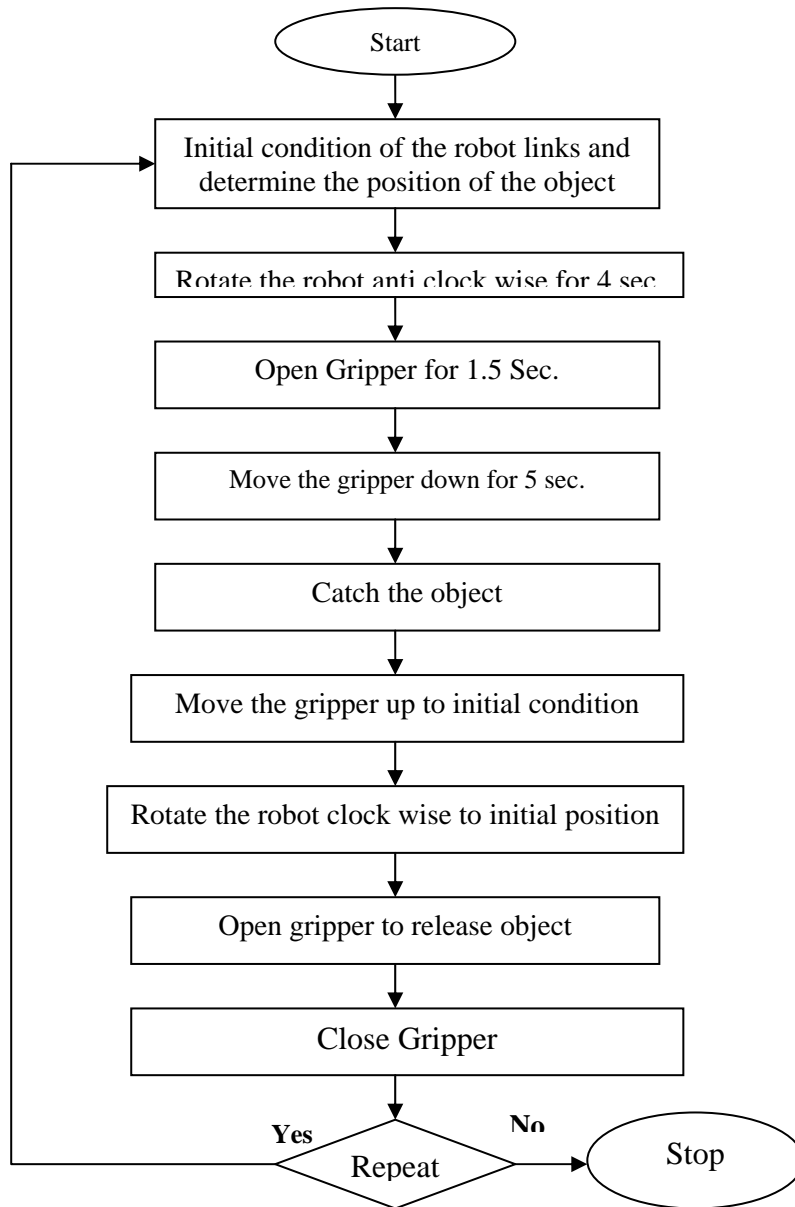 Start
Initial condition of the robot links and
determine the position of the object
Rotate the robot anti clock wise for 4 sec
Open Gripper for 1.5 Sec.
Move the gripper down for 5 sec.
Catch the object
Move the gripper up to initial condition
Rotate the robot clock wise to initial position
Open gripper to release object
Close Gripper
Yes
No
Repeat
Stop